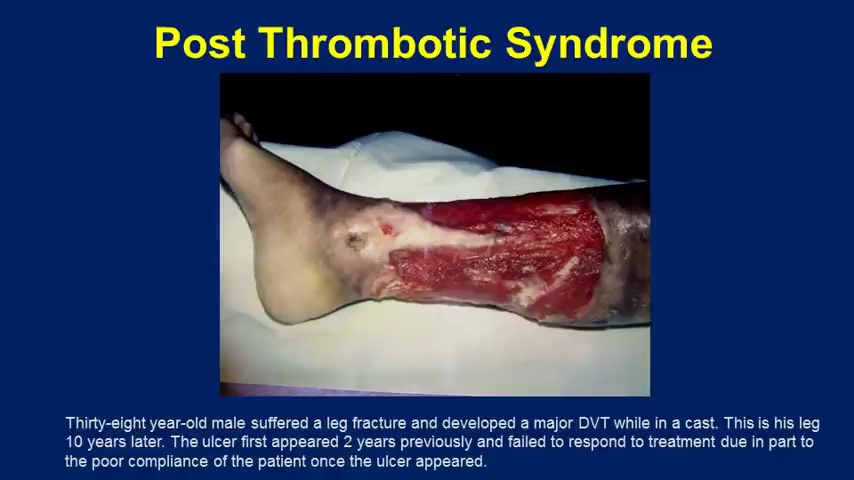 Post Thrombotic Syndrome
Thirty-eight year-old male suffered a leg fracture and developed a major DVT while in a cast. This is his leg
10 years later. The ulcer first appeared 2 years previously and failed to respond to treatment due in part to
the poor compliance of the patient once the ulcer appeared.